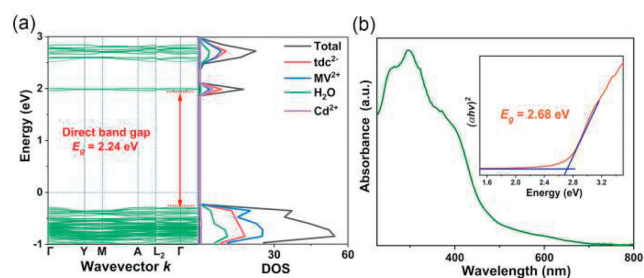 (a)
3
2
1
0
-1
Energy (eV)
Direct band gap
Eg = 2.24 eV
Γ Y M A L2 Γ
Wavevector k
Total
tdc2-
MV2+
H2O
Cd2+
0 30 60
DOS
(b)
Absorbance (a.u.)
400 600 800
Wavelength (nm)
(αhν)2
Eg = 2.68 eV
1.6 2.0 2.4 2.8 3.2
Energy (eV)